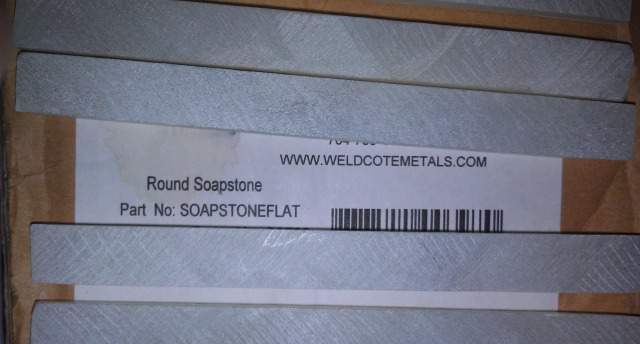 WWW.WELDCOTEMETALS.COM
Round Soapstone
Part No: SOAPSTONEFLAT